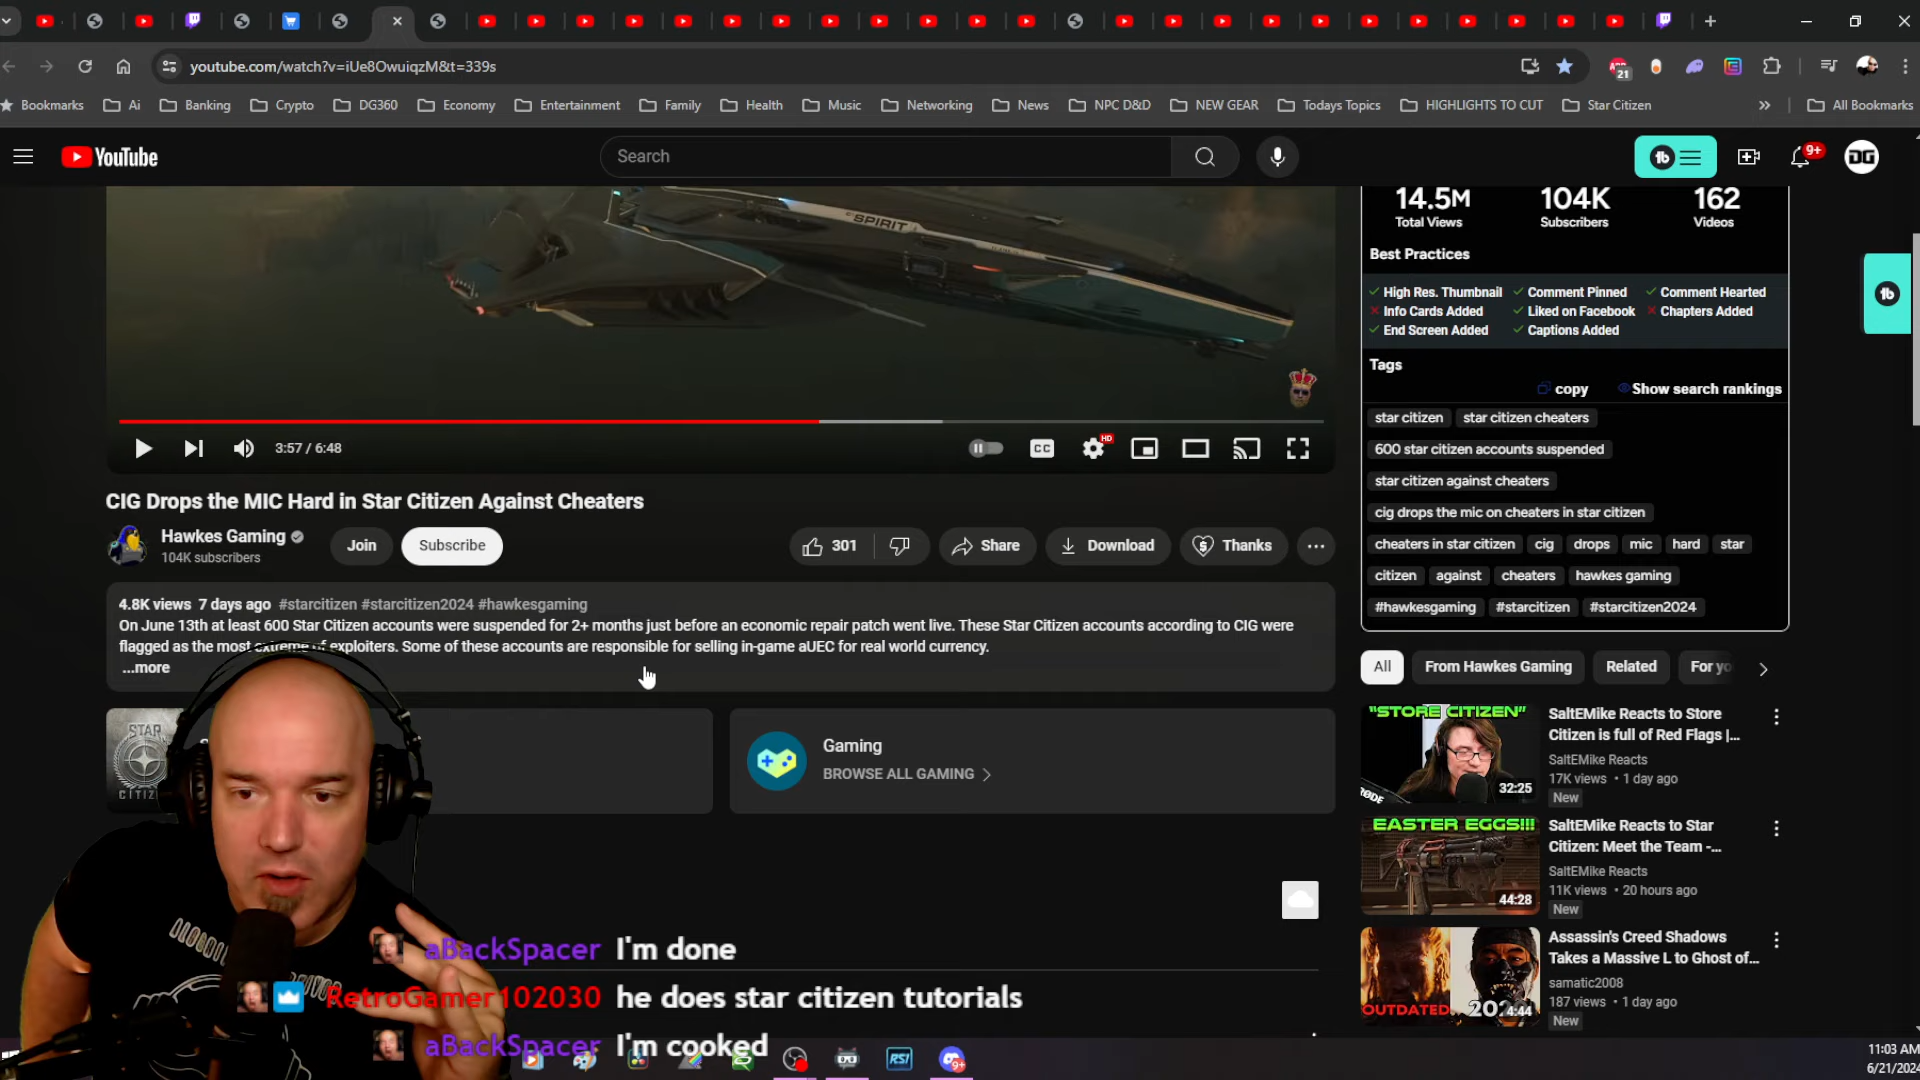 youtube.com/watch?v=iUe8OwuiqzM&t=339s
21
Bookmarks Ai Banking Crypto DG360 Economy Entertainment Family Health Music Networking News NPC D&D NEW GEAR Todays Topics HIGHLIGHTS TO CUT Star Citizen » All Bookmarks
YouTube
Search
9+
DG
SPIRIT
14.5M 104K 162
Total Views Subscribers Videos
Best Practices
High Res. Thumbnail Comment Pinned Comment Hearted
Info Cards Added Liked on Facebook Chapters Added
End Screen Added Captions Added
Tags
copy Show search rankings
star citizen star citizen cheaters
600 star citizen accounts suspended
star citizen against cheaters
cig drops the mic on cheaters in star citizen
cheaters in star citizen cig drops mic hard star
citizen against cheaters hawkes gaming
#hawkesgaming #starcitizen #starcitizen2024
3:57 / 6:48
CC
HD
CIG Drops the MIC Hard in Star Citizen Against Cheaters
Hawkes Gaming
104K subscribers
Join
Subscribe
301
Share
Download
Thanks
4.8K views 7 days ago #starcitizen #starcitizen2024 #hawkesgaming
On June 13th at least 600 Star Citizen accounts were suspended for 2+ months just before an economic repair patch went live. These Star Citizen accounts according to CIG were
flagged as the most extreme of exploiters. Some of these accounts are responsible for selling in-game aUEC for real world currency.
...more
STAR
Gaming
BROWSE ALL GAMING
All From Hawkes Gaming Related For yo
"STORE CITIZEN"
32:25
SaltEMike Reacts to Store
Citizen is full of Red Flags |...
SaltEMike Reacts
17K views • 1 day ago
New
EASTER EGGS!!!
44:28
SaltEMike Reacts to Star
Citizen: Meet the Team -...
SaltEMike Reacts
11K views • 20 hours ago
New
OUTDATED
4:44
Assassin's Creed Shadows
Takes a Massive L to Ghost of...
samatic2008
187 views • 1 day ago
New
aBackSpacer I'm done
RetroGamer102030 he does star citizen tutorials
aBackSpacer I'm cooked
RSI
9+
11:03 AM
6/21/2024